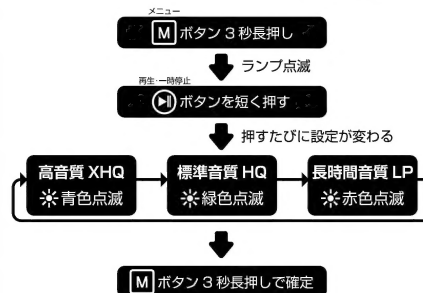 メニュー
M ボタン3秒長押し
ランプ点滅
再生・一時停止
ボタンを短く押す
押すたびに設定が変わる
高音質 XHQ
青色点滅
標準音質 HQ
緑色点滅
長時間音質 LP
赤色点滅
M ボタン3秒長押しで確定